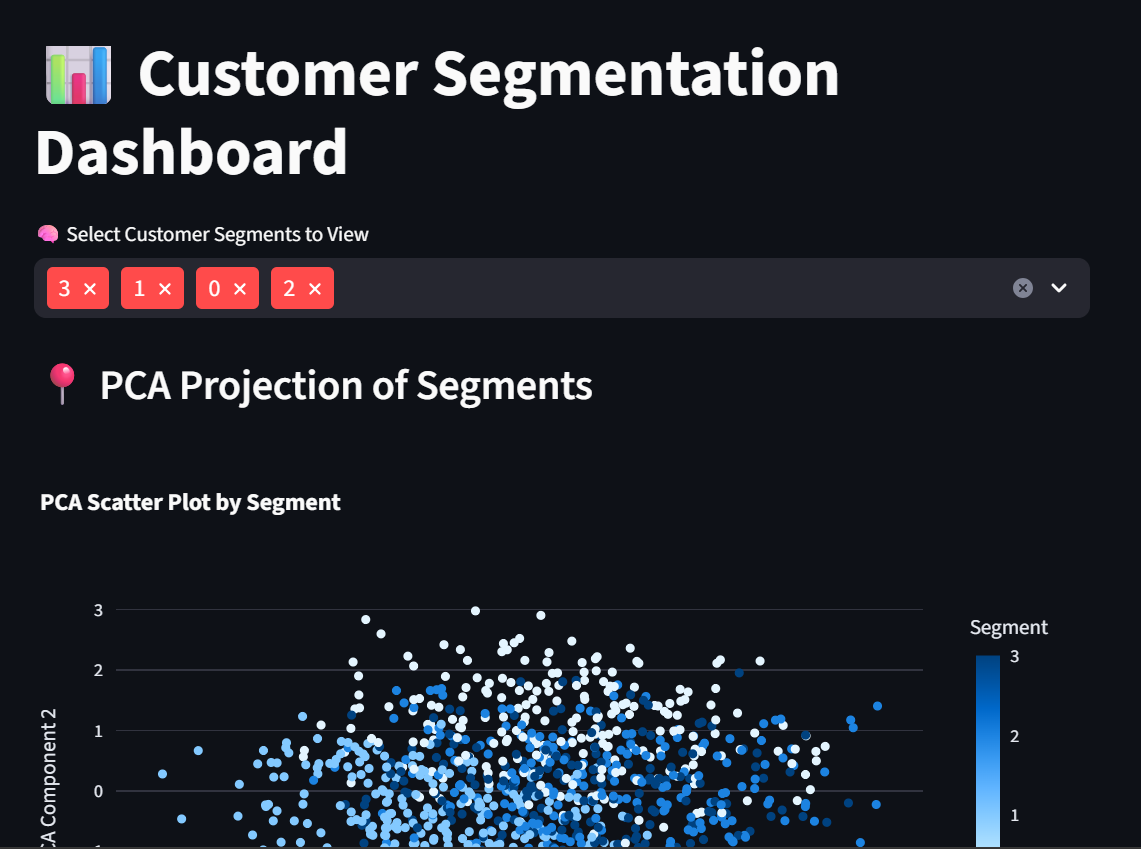 Customer Segmentation
Dashboard
Select Customer Segments to View
3 × 1 × 0 × 2 ×
PCA Projection of Segments
PCA Scatter Plot by Segment
3
2
1
0
CA Component 2
Segment
3
2
1